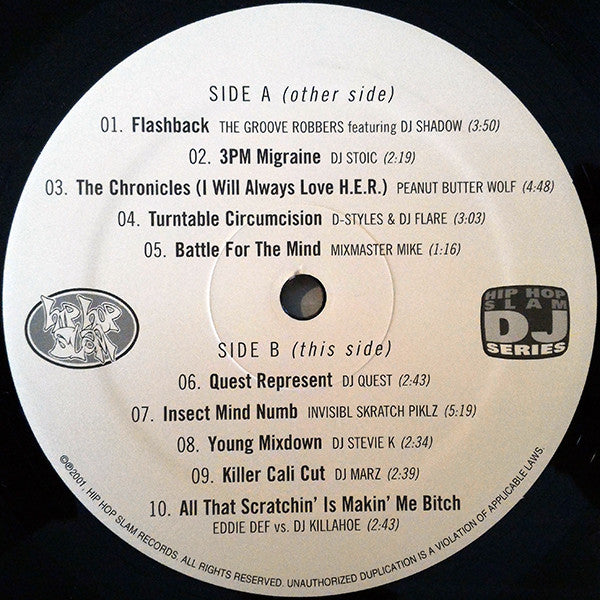 SIDE A (other side)
01. Flashback THE GROOVE ROBBERS featuring DJ SHADOW (3:50)
02. 3PM Migraine DJ STOIC (2:19)
03. The Chronicles (I Will Always Love H.E.R.) PEANUT BUTTER WOLF (4:48)
04. Turntable Circumcision D-STYLES & DJ FLARE (3:03)
05. Battle For The Mind MIXMASTER MIKE (1:16)
hip hop
SLAM
HIP HOP
SLAM
DJ
SERIES
SIDE B (this side)
06. Quest Represent DJ QUEST (2:43)
07. Insect Mind Numb INVISIBL SKRATCH PIKLZ (5:19)
08. Young Mixdown DJ STEVIE K (2:34)
09. Killer Cali Cut DJ MARZ (2:39)
10. All That Scratchin' Is Makin' Me Bitch
EDDIE DEF vs. DJ KILLAHOE (2:43)
©℗2001, HIP HOP SLAM RECORDS. ALL RIGHTS RESERVED. UNAUTHORIZED DUPLICATION IS A VIOLATION OF APPLICABLE LAWS.